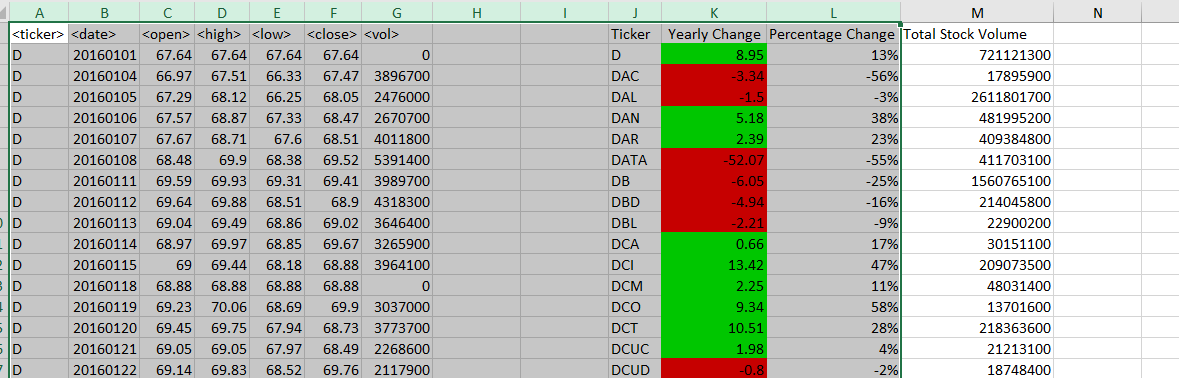 A B C D E F G H I J K L M N
<ticker> <date> <open> <high> <low> <close> <vol> Ticker Yearly Change Percentage Change Total Stock Volume
D 20160101 67.64 67.64 67.64 67.64 0 D 8.95 13% 721121300
D 20160104 66.97 67.51 66.33 67.47 3896700 DAC -3.34 -56% 17895900
D 20160105 67.29 68.12 66.25 68.05 2476000 DAL -1.5 -3% 2611801700
D 20160106 67.57 68.87 67.33 68.47 2670700 DAN 5.18 38% 481995200
D 20160107 67.67 68.71 67.6 68.51 4011800 DAR 2.39 23% 409384800
D 20160108 68.48 69.9 68.38 69.52 5391400 DATA -52.07 -55% 411703100
D 20160111 69.59 69.93 69.31 69.41 3989700 DB -6.05 -25% 1560765100
D 20160112 69.64 69.88 68.51 68.9 4318300 DBD -4.94 -16% 214045800
D 20160113 69.04 69.49 68.86 69.02 3646400 DBL -2.21 -9% 22900200
D 20160114 68.97 69.97 68.85 69.67 3265900 DCA 0.66 17% 30151100
D 20160115 69 69.44 68.18 68.88 3964100 DCI 13.42 47% 209073500
D 20160118 68.88 68.88 68.88 68.88 0 DCM 2.25 11% 48031400
D 20160119 69.23 70.06 68.69 69.9 3037000 DCO 9.34 58% 13701600
D 20160120 69.45 69.75 67.94 68.73 3773700 DCT 10.51 28% 218363600
D 20160121 69.05 69.05 67.97 68.49 2268600 DCUC 1.98 4% 21213100
D 20160122 69.14 69.83 68.52 69.76 2117900 DCUD -0.8 -2% 18748400